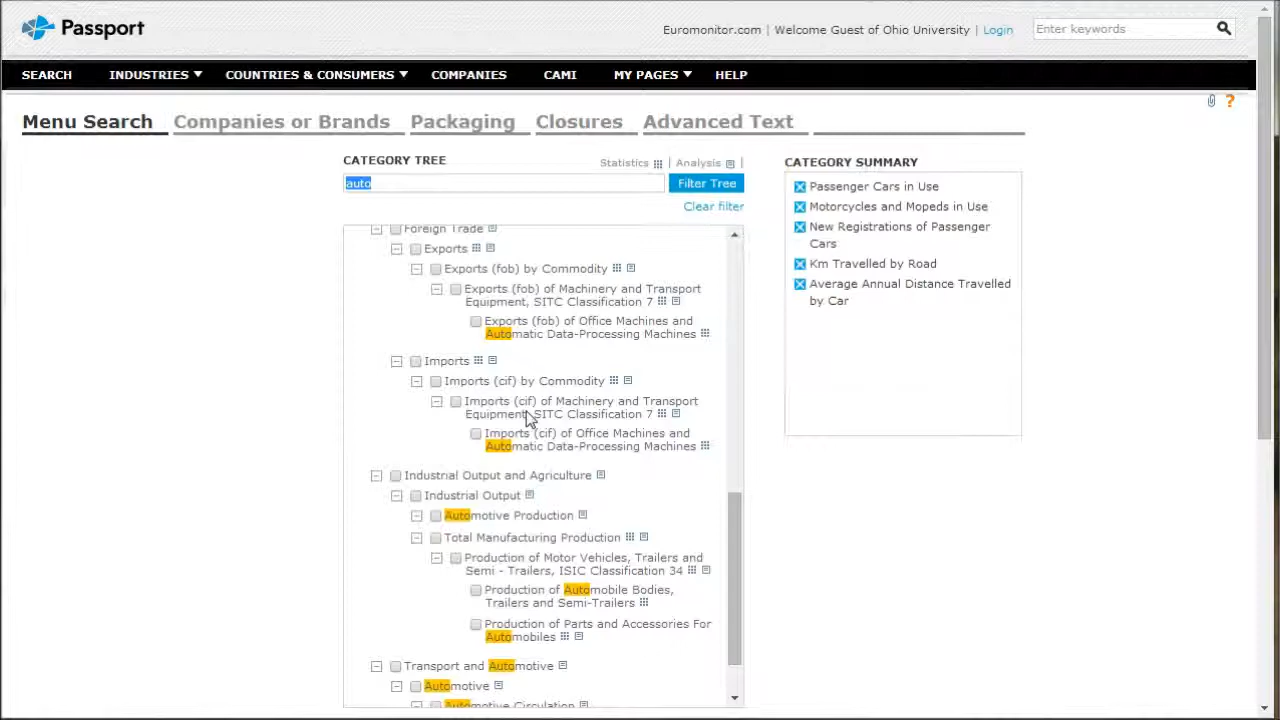 Passport
Euromonitor.com | Welcome Guest of Ohio University | Login
Enter keywords
SEARCH INDUSTRIES COUNTRIES & CONSUMERS COMPANIES CAMI MY PAGES HELP
?
Menu Search Companies or Brands Packaging Closures Advanced Text
CATEGORY TREE
Statistics | Analysis |
auto
Filter Tree
Clear filter
Foreign Trade
Exports
Exports (fob) by Commodity
Exports (fob) of Machinery and Transport
Equipment, SITC Classification 7
Exports (fob) of Office Machines and
Automatic Data-Processing Machines
Imports
Imports (cif) by Commodity
Imports (cif) of Machinery and Transport
Equipment, SITC Classification 7
Imports (cif) of Office Machines and
Automatic Data-Processing Machines
Industrial Output and Agriculture
Industrial Output
Automotive Production
Total Manufacturing Production
Production of Motor Vehicles, Trailers and
Semi - Trailers, ISIC Classification 34
Production of Automobile Bodies,
Trailers and Semi-Trailers
Production of Parts and Accessories For
Automobiles
Transport and Automotive
Automotive
Automotive Circulation
CATEGORY SUMMARY
Passenger Cars in Use
Motorcycles and Mopeds in Use
New Registrations of Passenger
Cars
Km Travelled by Road
Average Annual Distance Travelled
by Car